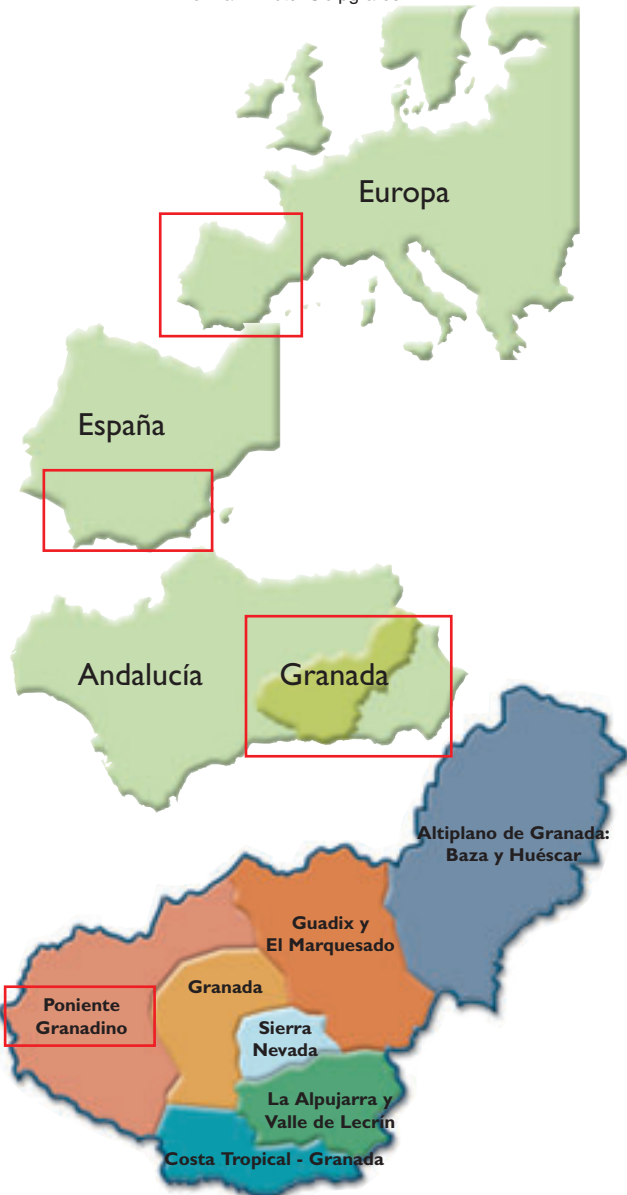 Europa
España
Andalucía
Granada
Altiplano de Granada:
Baza y Huéscar
Guadix y
El Marquesado
Granada
Poniente
Granadino
Sierra
Nevada
La Alpujarra y
Valle de Lecrín
Costa Tropical - Granada